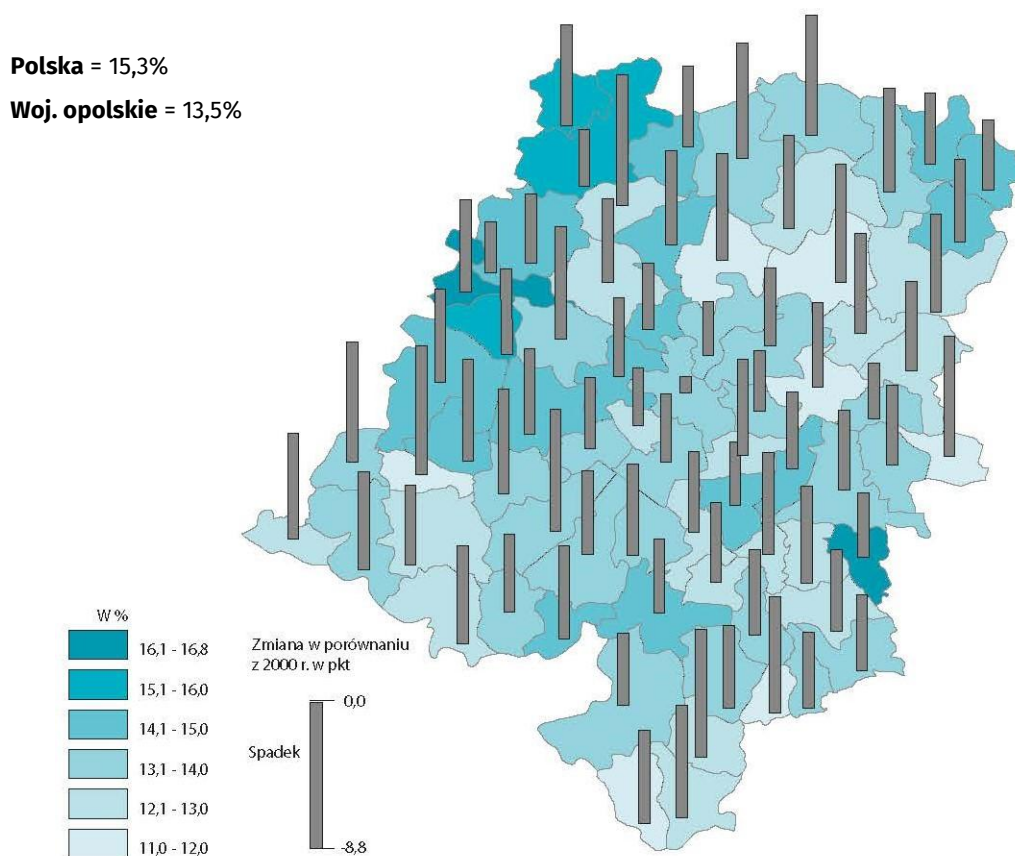 Polska = 15,3%
Woj. opolskie = 13,5%
W %
16,1 - 16,8
15,1 - 16,0
14,1 - 15,0
13,1 - 14,0
12,1 - 13,0
11,0 - 12,0
Zmiana w porównaniu
z 2000 r. w pkt
0,0
Spadek
-8,8